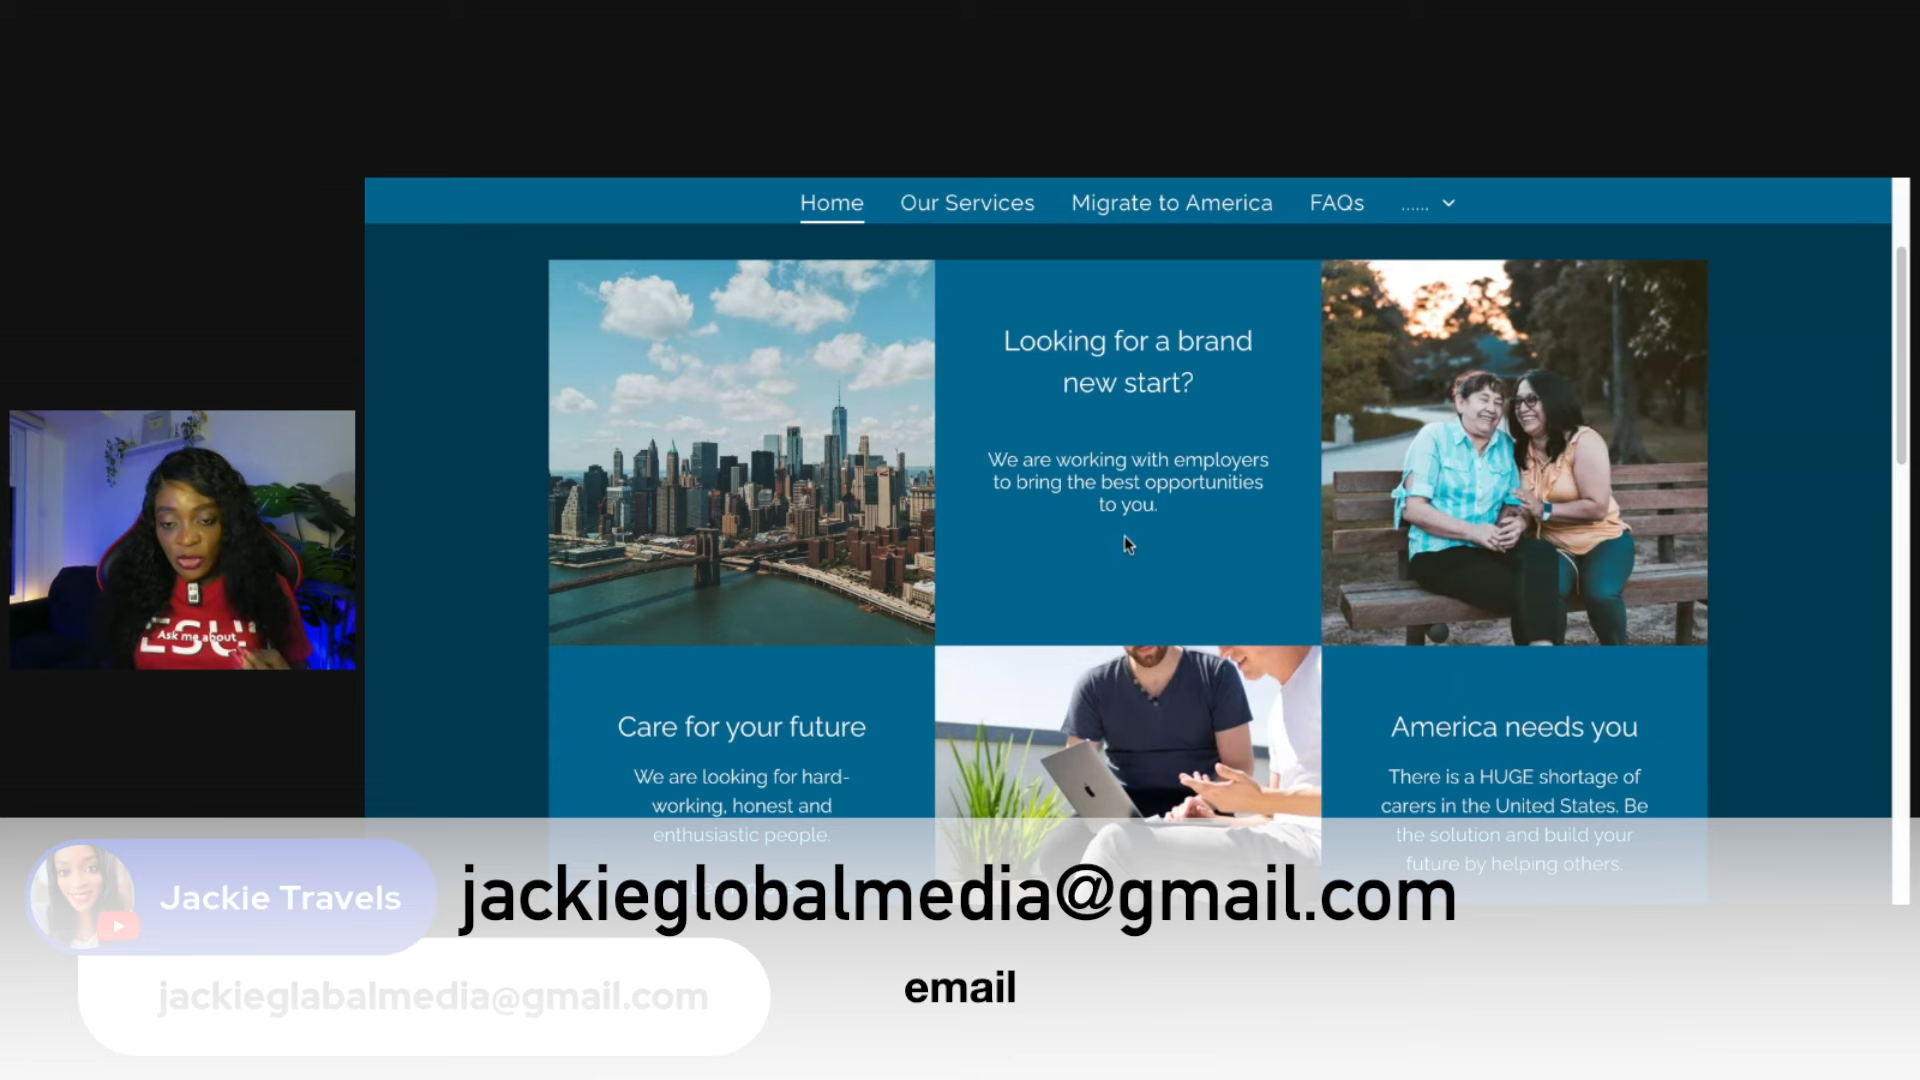 Home
Our Services
Migrate to America
FAQs
......
Looking for a brand
new start?
We are working with employers
to bring the best opportunities
to you.
Ask me about
Care for your future
We are looking for hard-
working, honest and
enthusiastic people.
America needs you
There is a HUGE shortage of
carers in the United States. Be
the solution and build your
future by helping others.
Jackie Travels
jackieglobalmedia@gmail.com
jackieglabalmedia@gmail.com
email